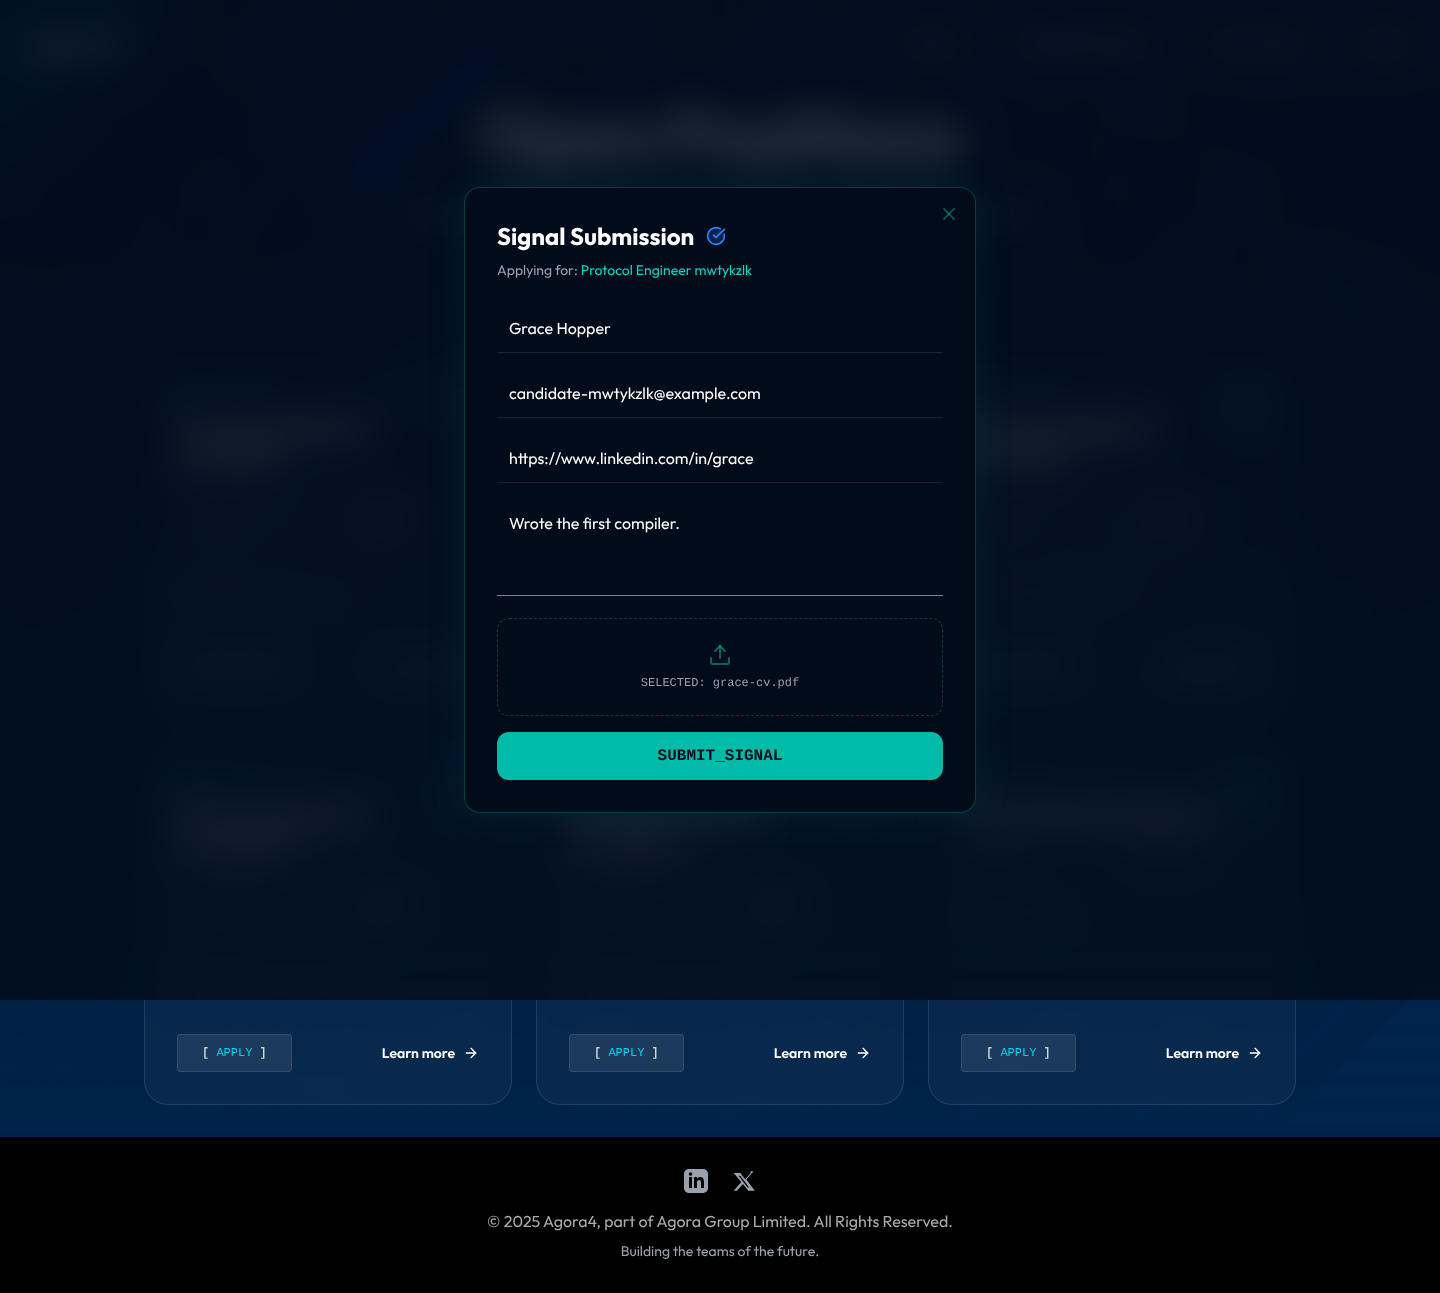 Signal Submission
Applying for: Protocol Engineer mwtykzlk
Grace Hopper
candidate-mwtykzlk@example.com
https://www.linkedin.com/in/grace
Wrote the first compiler.
SELECTED: grace-cv.pdf
SUBMIT_SIGNAL
[ APPLY ] Learn more [ APPLY ] Learn more [ APPLY ] Learn more
© 2025 Agora4, part of Agora Group Limited. All Rights Reserved.
Building the teams of the future.